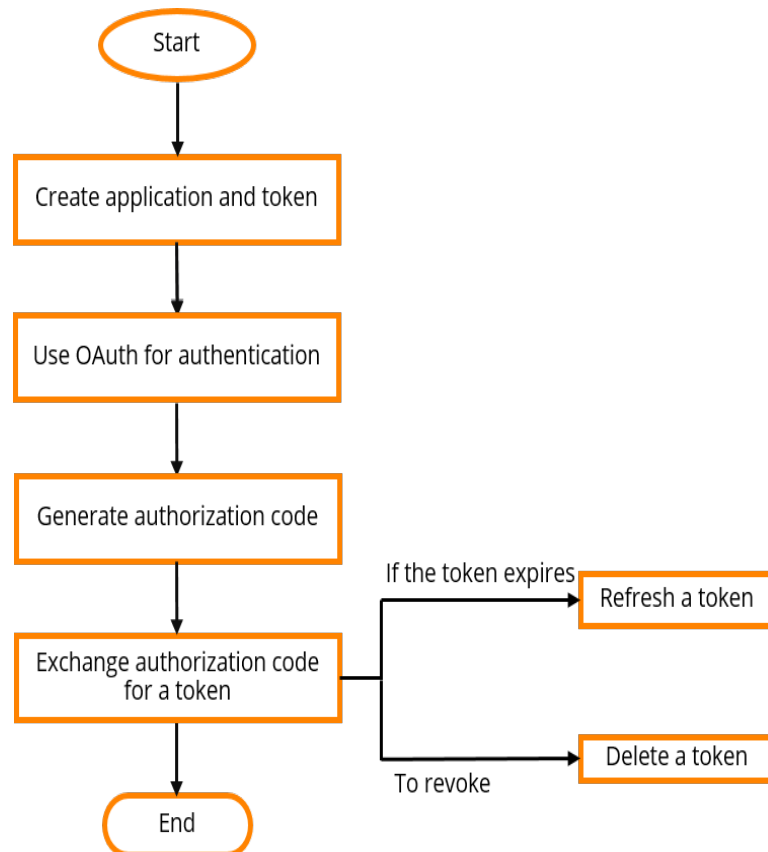 Start
Create application and token
Use OAuth for authentication
Generate authorization code
If the token expires
Refresh a token
Exchange authorization code
for a token
Delete a token
To revoke
End